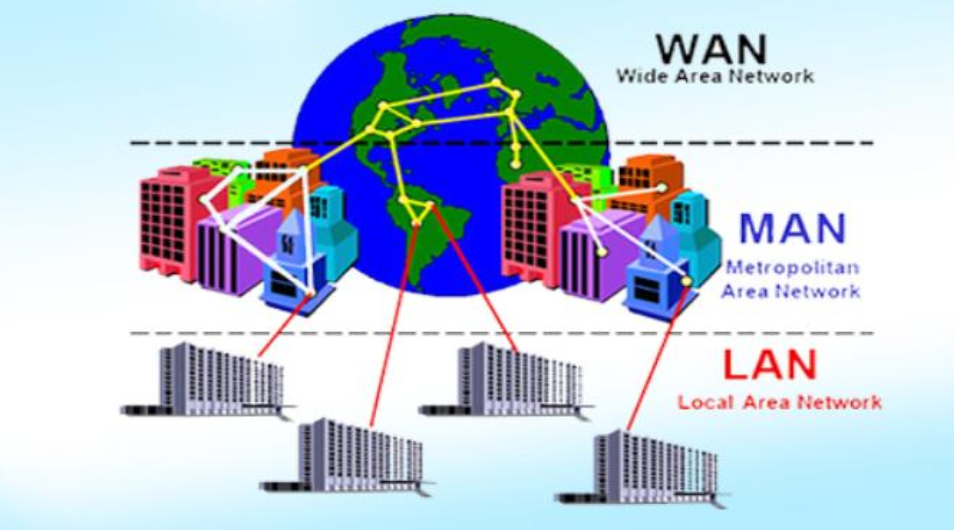 WAN
Wide Area Network
MAN
Metropolitan
Area Network
LAN
Local Area Network